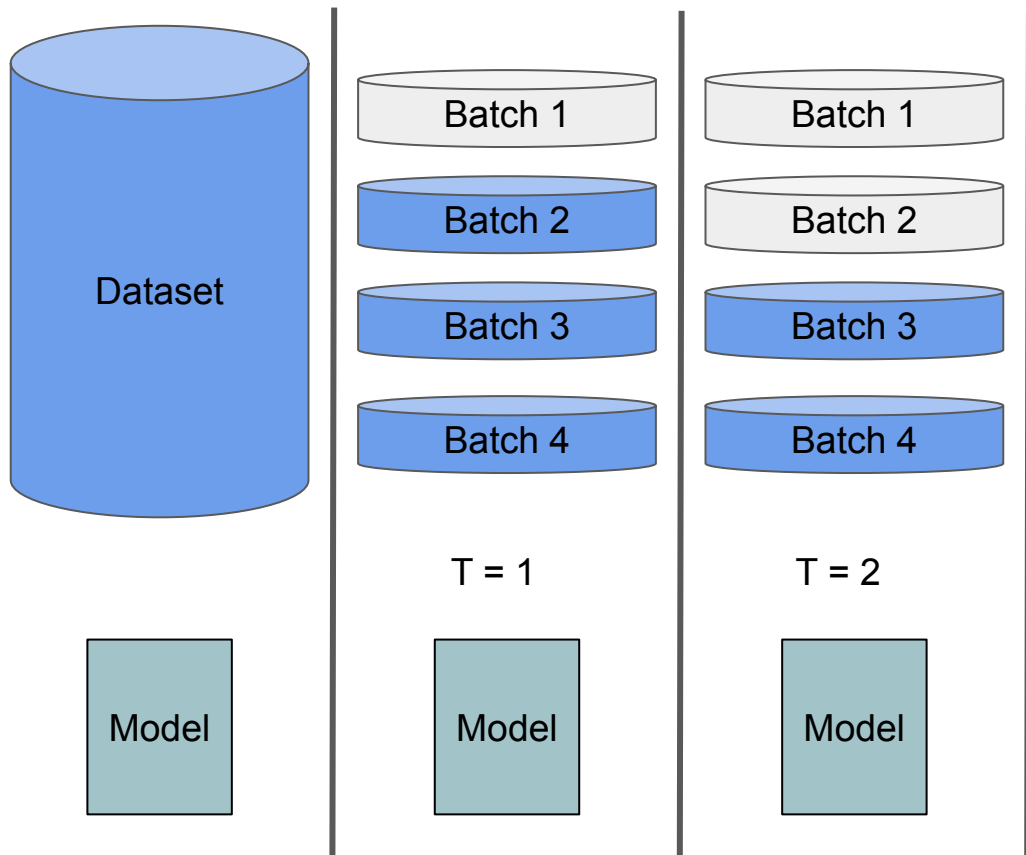 Dataset
Model
Batch 1
Batch 2
Batch 3
Batch 4
T = 1
Model
Batch 1
Batch 2
Batch 3
Batch 4
T = 2
Model